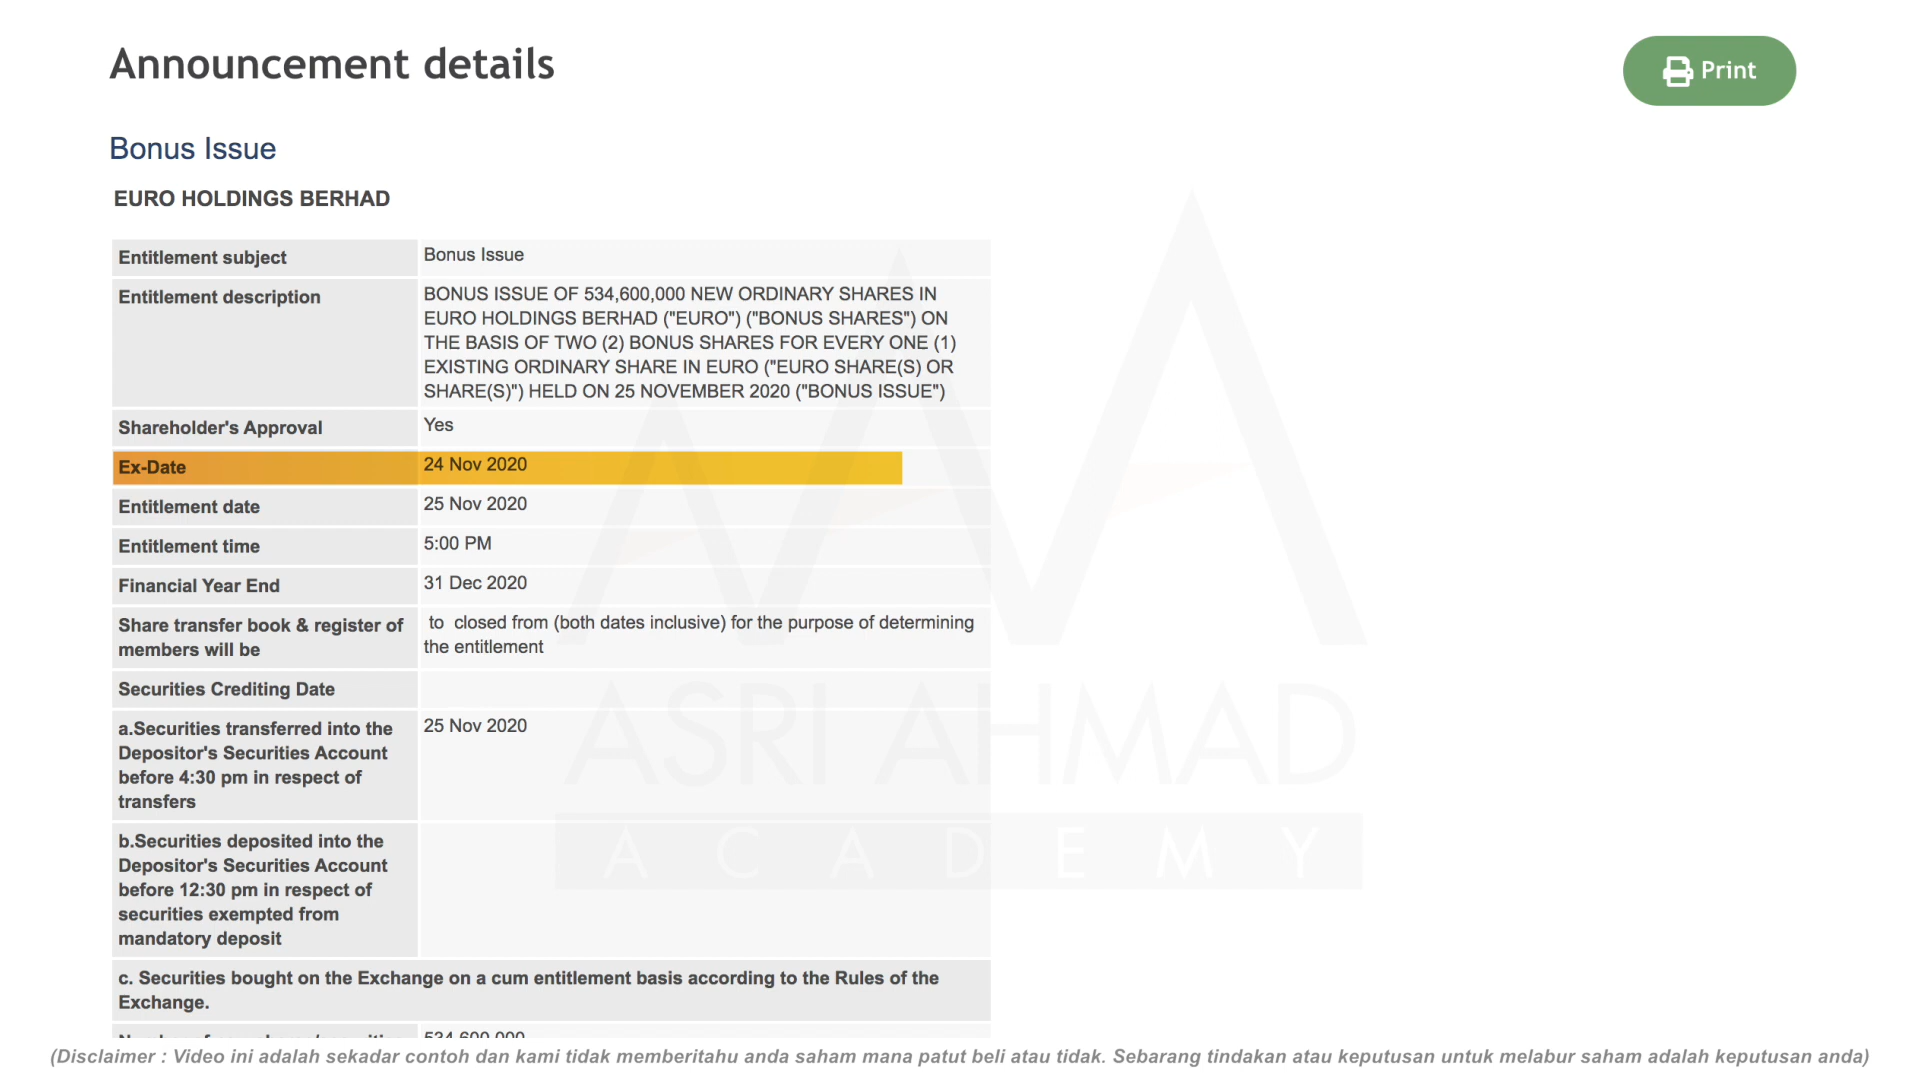 Announcement details
Print
Bonus Issue
EURO HOLDINGS BERHAD
Entitlement subject
Bonus Issue
Entitlement description
BONUS ISSUE OF 534,600,000 NEW ORDINARY SHARES IN
EURO HOLDINGS BERHAD ("EURO") ("BONUS SHARES") ON
THE BASIS OF TWO (2) BONUS SHARES FOR EVERY ONE (1)
EXISTING ORDINARY SHARE IN EURO ("EURO SHARE(S) OR
SHARE(S)") HELD ON 25 NOVEMBER 2020 ("BONUS ISSUE")
Shareholder's Approval
Yes
Ex-Date
24 Nov 2020
Entitlement date
25 Nov 2020
Entitlement time
5:00 PM
Financial Year End
31 Dec 2020
Share transfer book & register of
members will be
to closed from (both dates inclusive) for the purpose of determining
the entitlement
Securities Crediting Date
a.Securities transferred into the
Depositor's Securities Account
before 4:30 pm in respect of
transfers
25 Nov 2020
b.Securities deposited into the
Depositor's Securities Account
before 12:30 pm in respect of
securities exempted from
mandatory deposit
c. Securities bought on the Exchange on a cum entitlement basis according to the Rules of the
Exchange.
534,600,000
ASRI AHMAD
ACADEMY
(Disclaimer : Video ini adalah sekadar contoh dan kami tidak memberitahu anda saham mana patut beli atau tidak. Sebarang tindakan atau keputusan untuk melabur saham adalah keputusan anda)